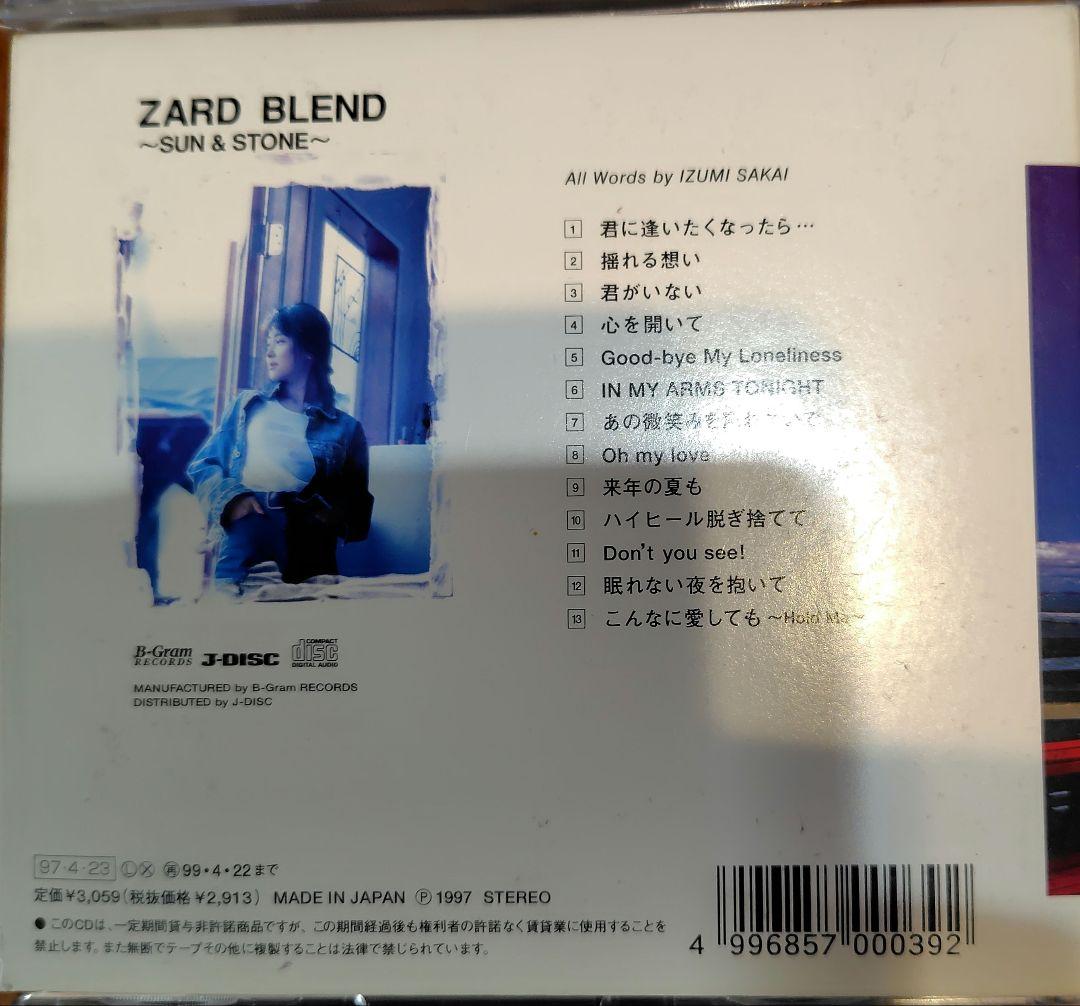 ZARD BLEND
～SUN & STONE～
All Words by IZUMI SAKAI
1 君に逢いたくなったら…
2 揺れる想い
3 君がいない
4 心を開いて
5 Good-bye My Loneliness
6 IN MY ARMS TONIGHT
7 あの微笑みを忘れないで
8 Oh my love
9 来年の夏も
10 ハイヒール脱ぎ捨てて
11 Don't you see!
12 眠れない夜を抱いて
13 こんなに愛しても ～Hold Me～
B-Gram RECORDS J-DISC COMPACT disc DIGITAL AUDIO
MANUFACTURED by B-Gram RECORDS
DISTRIBUTED by J-DISC
97・4・23 Ⓛ Ⓧ ㊢99・4・22まで
定価¥3,059(税抜価格¥2,913) MADE IN JAPAN Ⓟ1997 STEREO
●このCDは、一定期間貸与非許諾商品ですが、この期間経過後も権利者の許諾なく賃貸業に使用することを
禁止します。また無断でテープその他に複製することは法律で禁じられています。
4 996857 000392